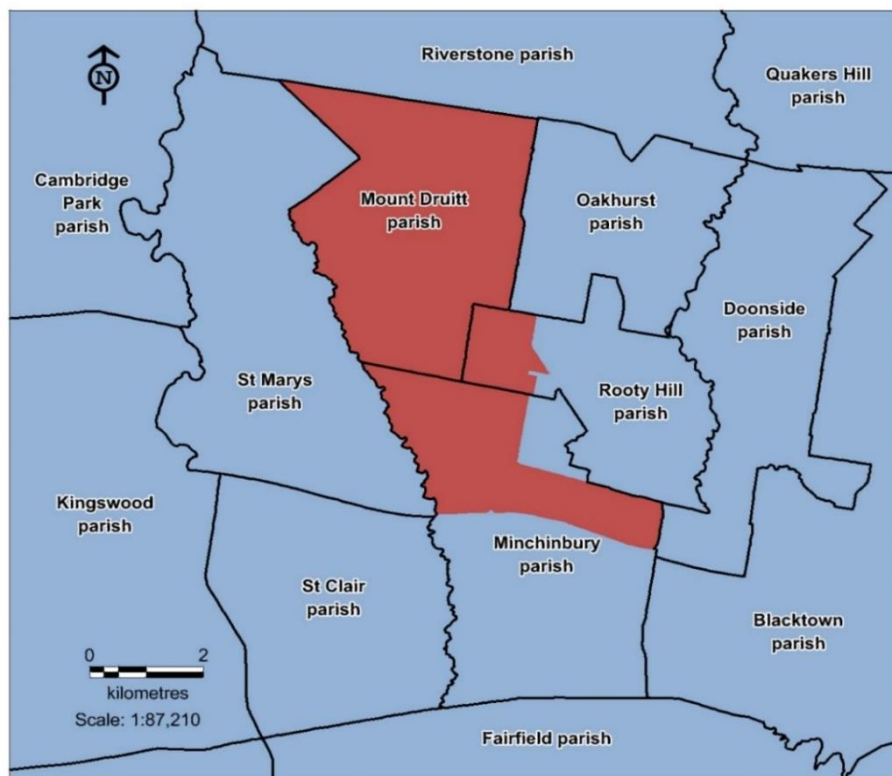 Riverstone parish
N
Quakers Hill
parish
Cambridge
Park
parish
Mount Druitt
parish
Oakhurst
parish
Doonside
parish
St Marys
parish
Rooty Hill
parish
Kingswood
parish
Minchinbury
parish
St Clair
parish
Blacktown
parish
0 2
kilometres
Scale: 1:87,210
Fairfield parish